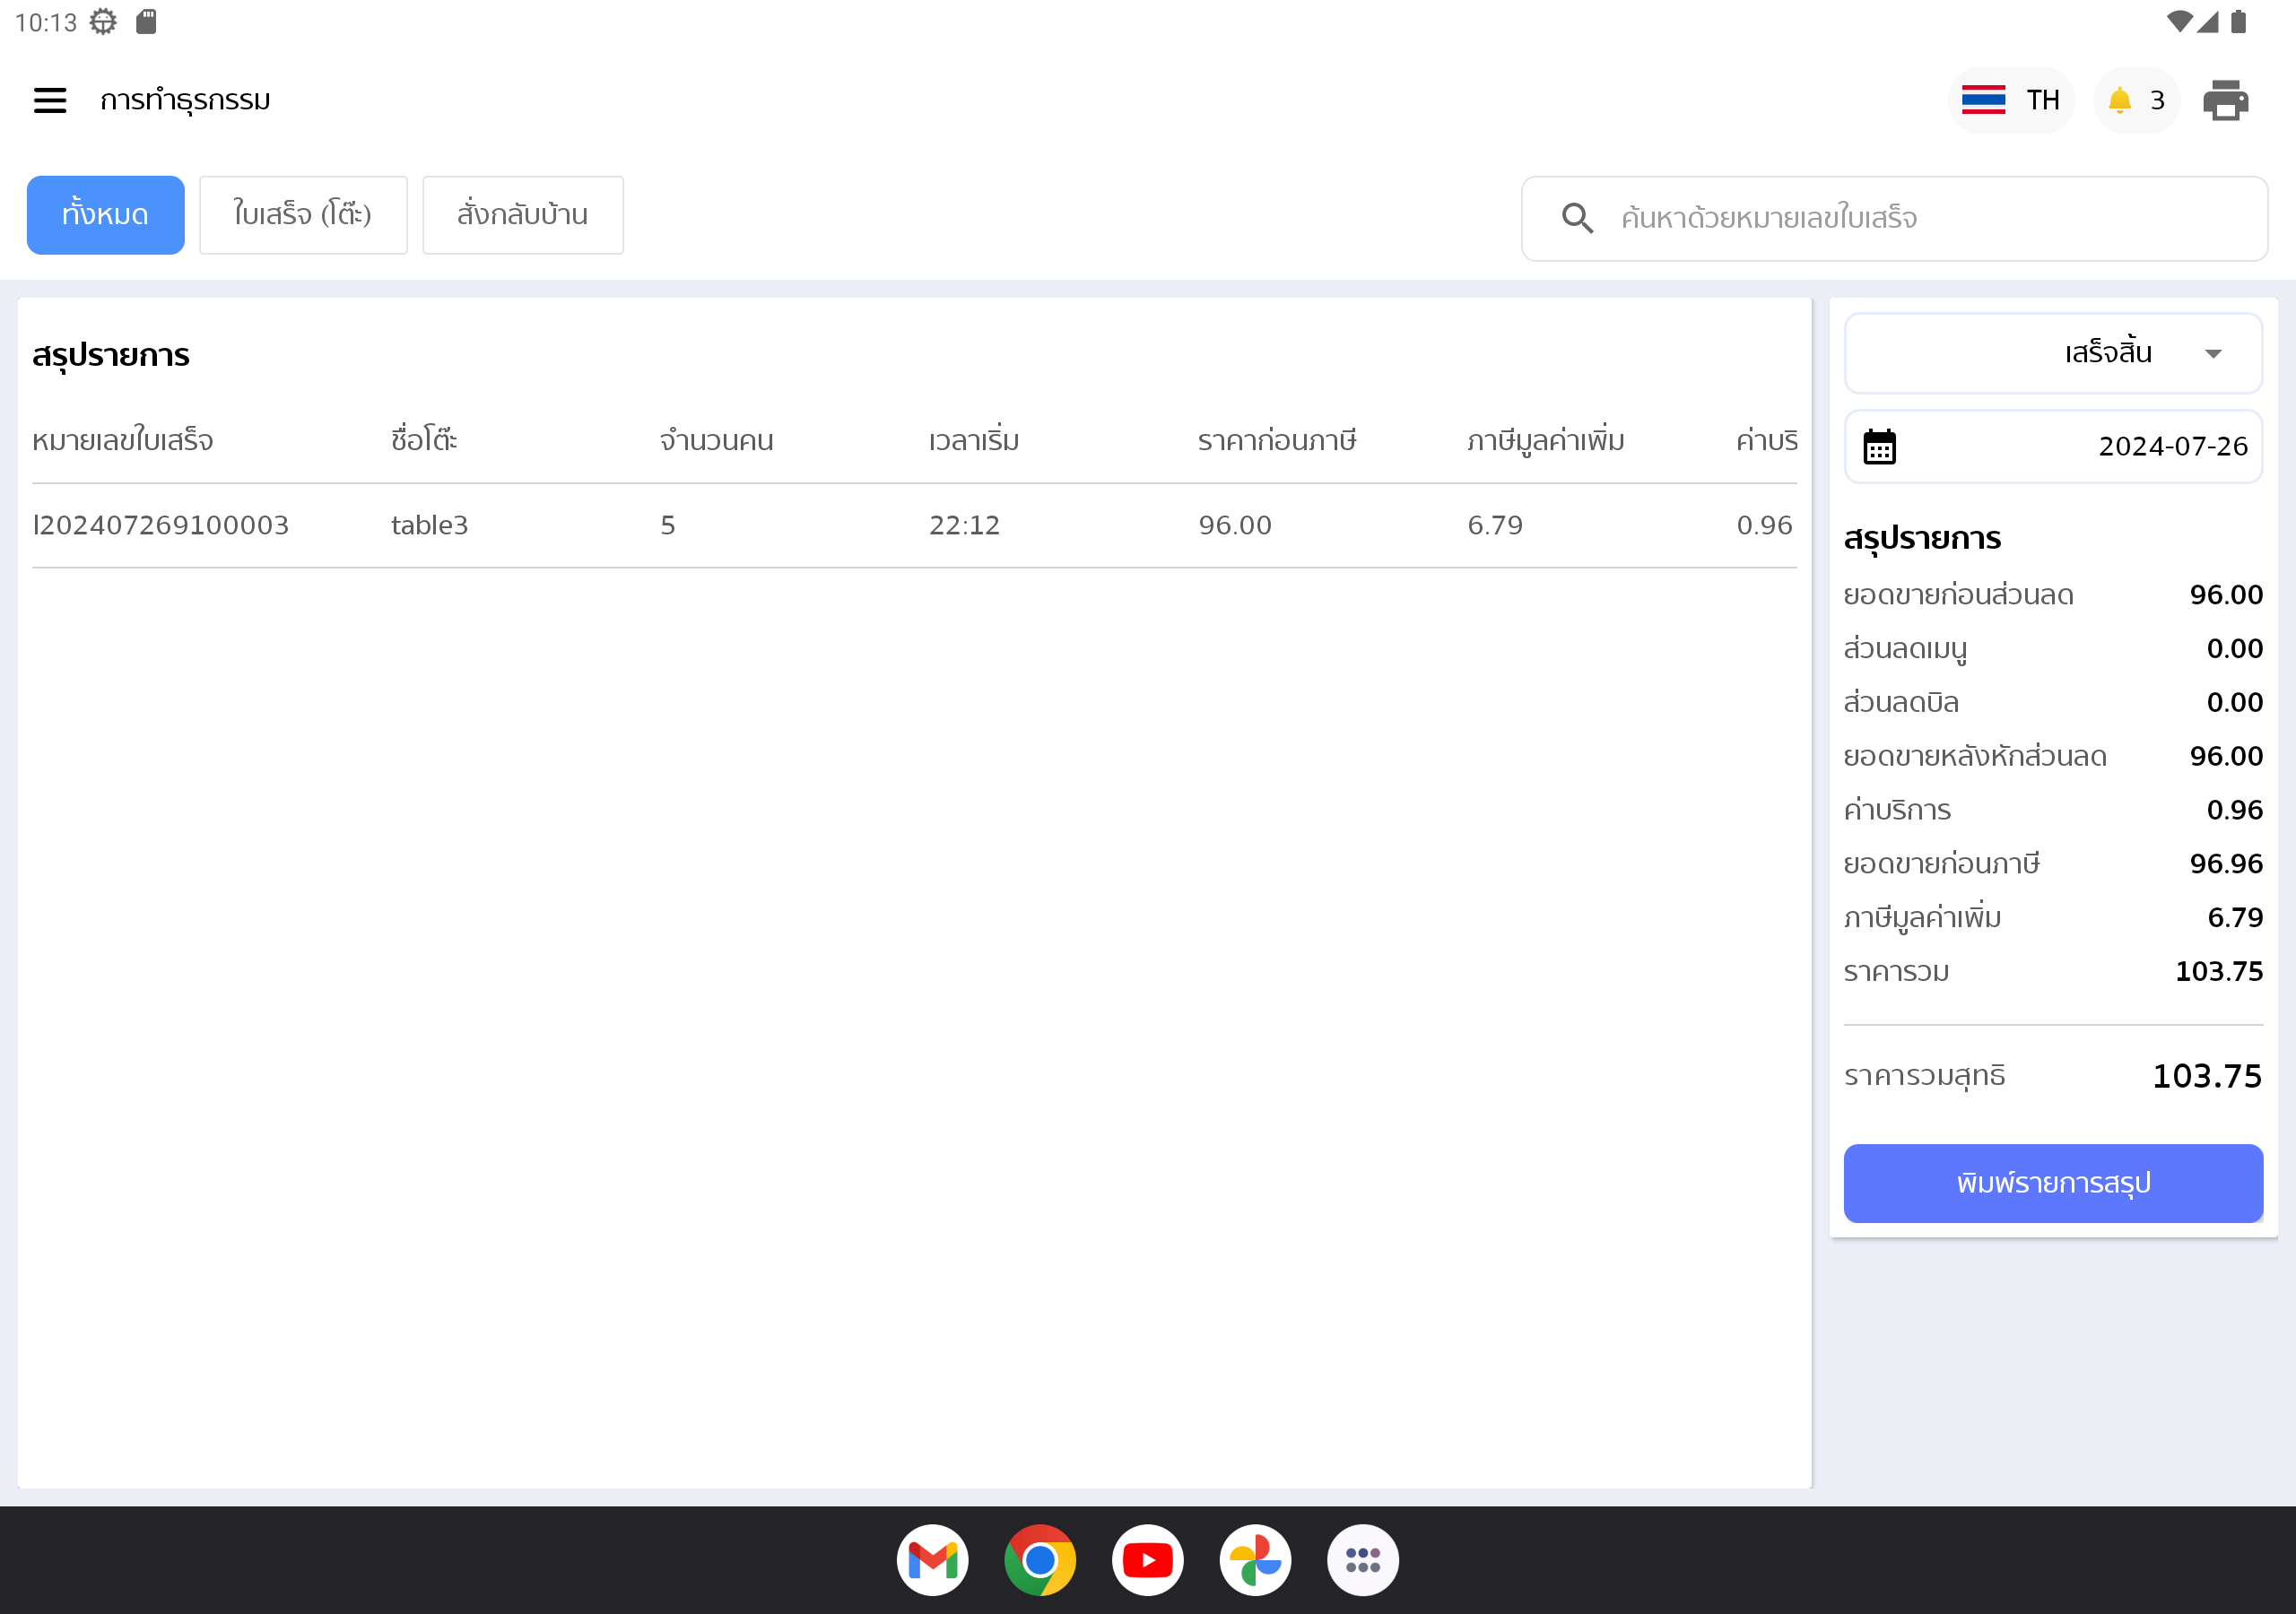 10:13
การทำธุรกรรม
TH
3
ทั้งหมด
ใบเสร็จ (โต๊ะ)
สั่งกลับบ้าน
ค้นหาด้วยหมายเลขใบเสร็จ
สรุปรายการ
หมายเลขใบเสร็จ ชื่อโต๊ะ จำนวนคน เวลาเริ่ม ราคาก่อนภาษี ภาษีมูลค่าเพิ่ม ค่าบริ
I202407269100003 table3 5 22:12 96.00 6.79 0.96
เสร็จสิ้น
2024-07-26
สรุปรายการ
ยอดขายก่อนส่วนลด 96.00
ส่วนลดเมนู 0.00
ส่วนลดบิล 0.00
ยอดขายหลังหักส่วนลด 96.00
ค่าบริการ 0.96
ยอดขายก่อนภาษี 96.96
ภาษีมูลค่าเพิ่ม 6.79
ราคารวม 103.75
ราคารวมสุทธิ 103.75
พิมพ์รายการสรุป